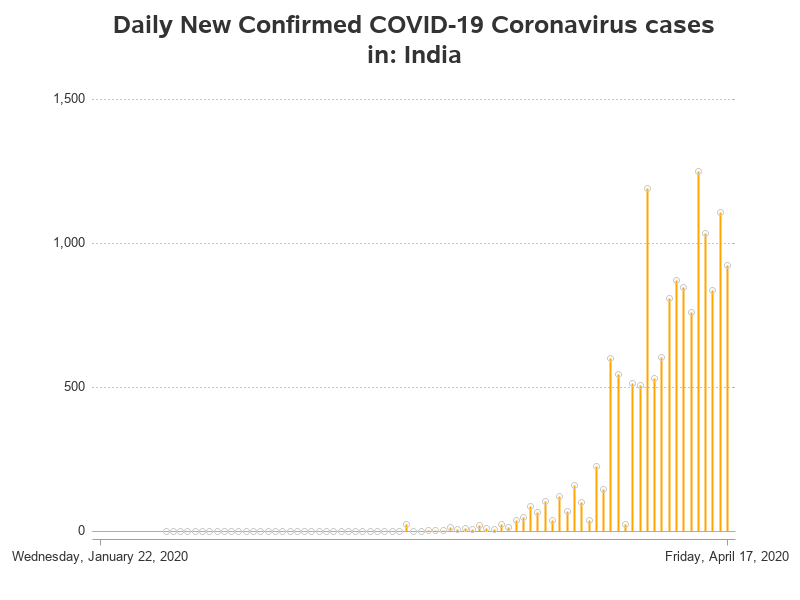 Daily New Confirmed COVID-19 Coronavirus cases
in: India
1,500
1,000
500
0
Wednesday, January 22, 2020
Friday, April 17, 2020